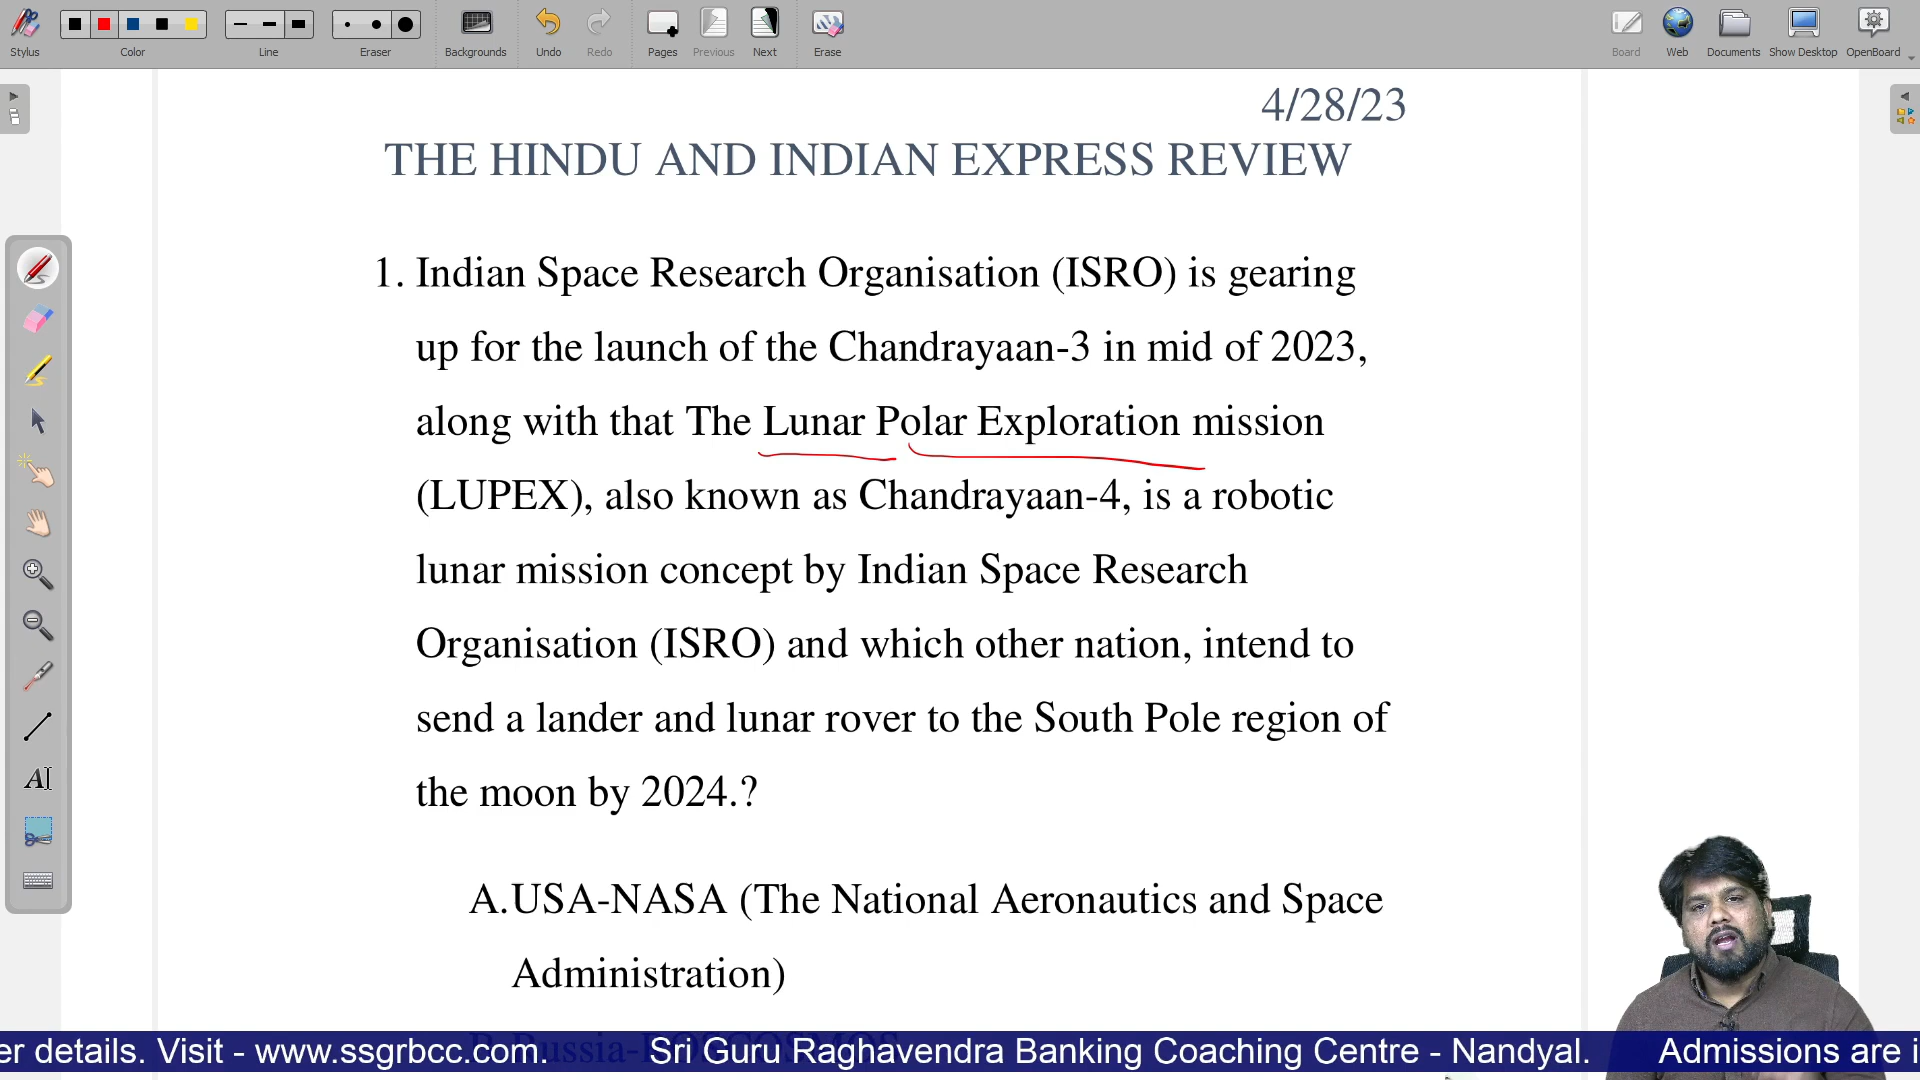 Stylus Color Line Eraser Backgrounds Undo Redo Pages Previous Next Erase Board Web Documents Show Desktop OpenBoard
4/28/23
THE HINDU AND INDIAN EXPRESS REVIEW
1. Indian Space Research Organisation (ISRO) is gearing
up for the launch of the Chandrayaan-3 in mid of 2023,
along with that The Lunar Polar Exploration mission
(LUPEX), also known as Chandrayaan-4, is a robotic
lunar mission concept by Indian Space Research
Organisation (ISRO) and which other nation, intend to
send a lander and lunar rover to the South Pole region of
the moon by 2024.?
A.USA-NASA (The National Aeronautics and Space
Administration)
B.Russia-ROSCOSMOS
er details. Visit - www.ssgrbcc.com. Sri Guru Raghavendra Banking Coaching Centre - Nandyal. Admissions are i